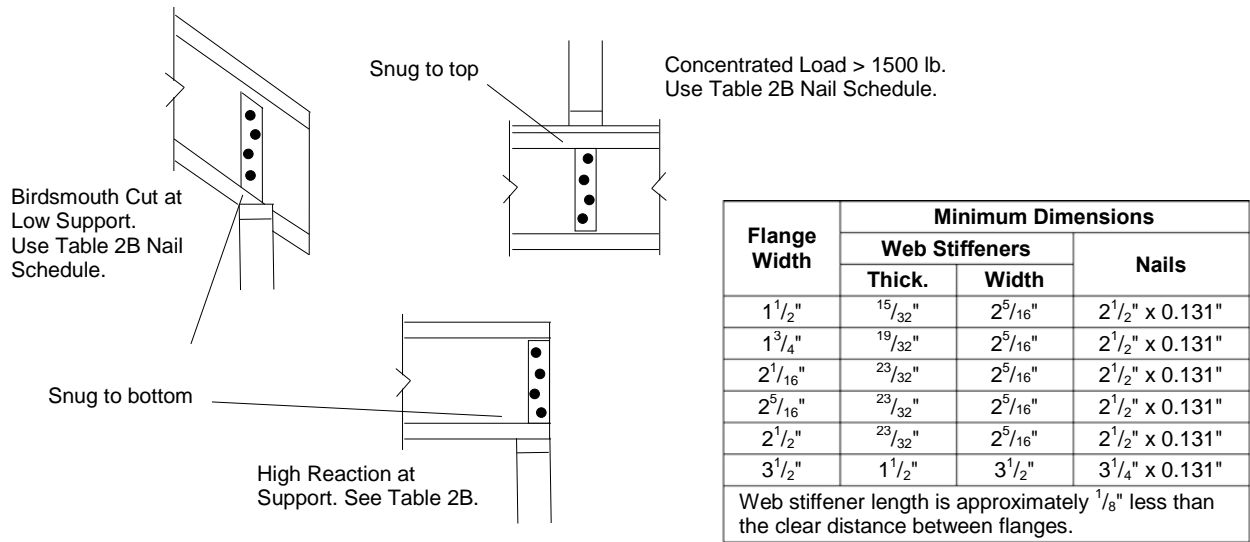 Snug to top
Concentrated Load > 1500 lb.
Use Table 2B Nail Schedule.
Birdsmouth Cut at
Low Support.
Use Table 2B Nail
Schedule.
Snug to bottom
High Reaction at
Support. See Table 2B.
Flange Width Minimum Dimensions
Web Stiffeners Nails
Thick. Width
1 1/2" 15/32" 2 5/16" 2 1/2" x 0.131"
1 3/4" 19/32" 2 5/16" 2 1/2" x 0.131"
2 1/16" 23/32" 2 5/16" 2 1/2" x 0.131"
2 5/16" 23/32" 2 5/16" 2 1/2" x 0.131"
2 1/2" 23/32" 2 5/16" 2 1/2" x 0.131"
3 1/2" 1 1/2" 3 1/2" 3 1/4" x 0.131"
Web stiffener length is approximately 1/8" less than
the clear distance between flanges.